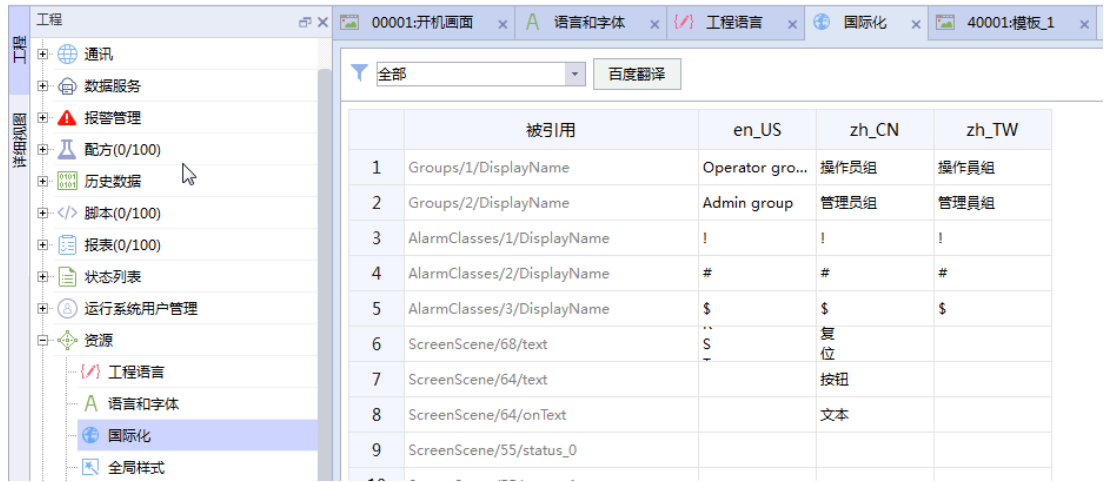 工程
工程
详细视图
通讯
数据服务
报警管理
配方(0/100)
历史数据
脚本(0/100)
报表(0/100)
状态列表
运行系统用户管理
资源
工程语言
语言和字体
国际化
全局样式
00001:开机画面
语言和字体
工程语言
国际化
40001:模板_1
全部
百度翻译
被引用 en_US zh_CN zh_TW
1 Groups/1/DisplayName Operator gro... 操作员组 操作員組
2 Groups/2/DisplayName Admin group 管理员组 管理員組
3 AlarmClasses/1/DisplayName ! ! !
4 AlarmClasses/2/DisplayName # # #
5 AlarmClasses/3/DisplayName $ $ $
6 ScreenScene/68/text S 复
位
7 ScreenScene/64/text 按钮
8 ScreenScene/64/onText 文本
9 ScreenScene/55/status_0